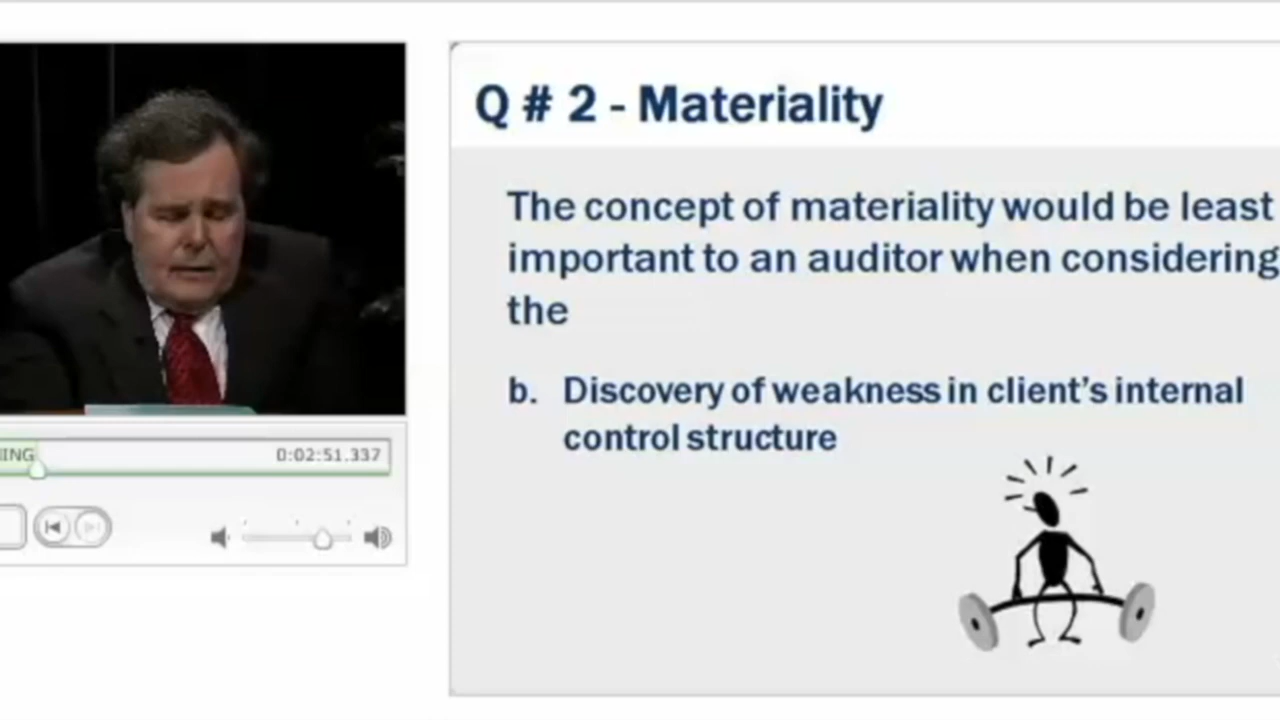 Q # 2 - Materiality
The concept of materiality would be least
important to an auditor when considering
the
b. Discovery of weakness in client's internal
control structure
ING
0:02:51.337